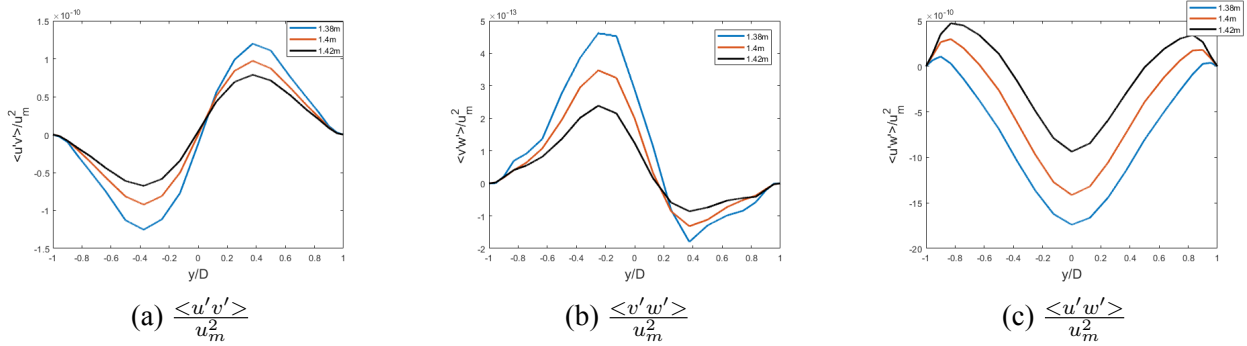 ×10⁻¹⁰
1.5
1
0.5
0
-0.5
-1
-1.5
-1 -0.8 -0.6 -0.4 -0.2 0 0.2 0.4 0.6 0.8 1
y/D
<u'v'>/u²ₘ
1.38m
1.4m
1.42m
(a) <u'v'>/u²ₘ
×10⁻¹³
5
4
3
2
1
0
-1
-2
-1 -0.8 -0.6 -0.4 -0.2 0 0.2 0.4 0.6 0.8 1
y/D
<v'w'>/u²ₘ
1.38m
1.4m
1.42m
(b) <v'w'>/u²ₘ
×10⁻¹⁰
5
0
-5
-10
-15
-20
-1 -0.8 -0.6 -0.4 -0.2 0 0.2 0.4 0.6 0.8 1
y/D
<u'w'>/u²ₘ
1.38m
1.4m
1.42m
(c) <u'w'>/u²ₘ